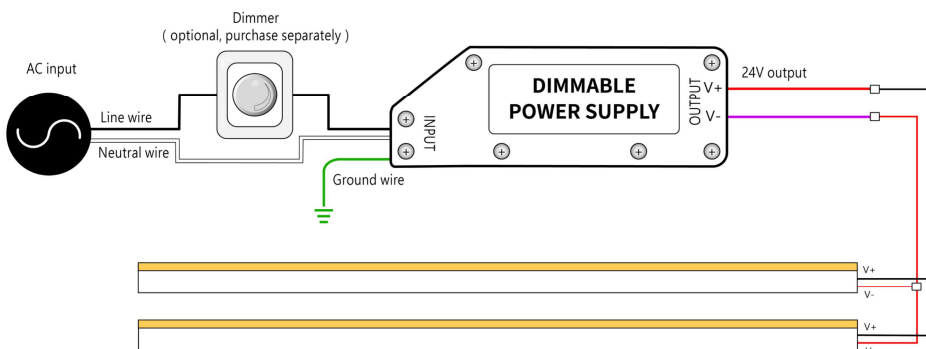 Dimmer
( optional, purchase separately )
AC input
Line wire
Neutral wire
INPUT
DIMMABLE
POWER SUPPLY
OUTPUT
V+
V-
24V output
Ground wire
V+
V-
V+